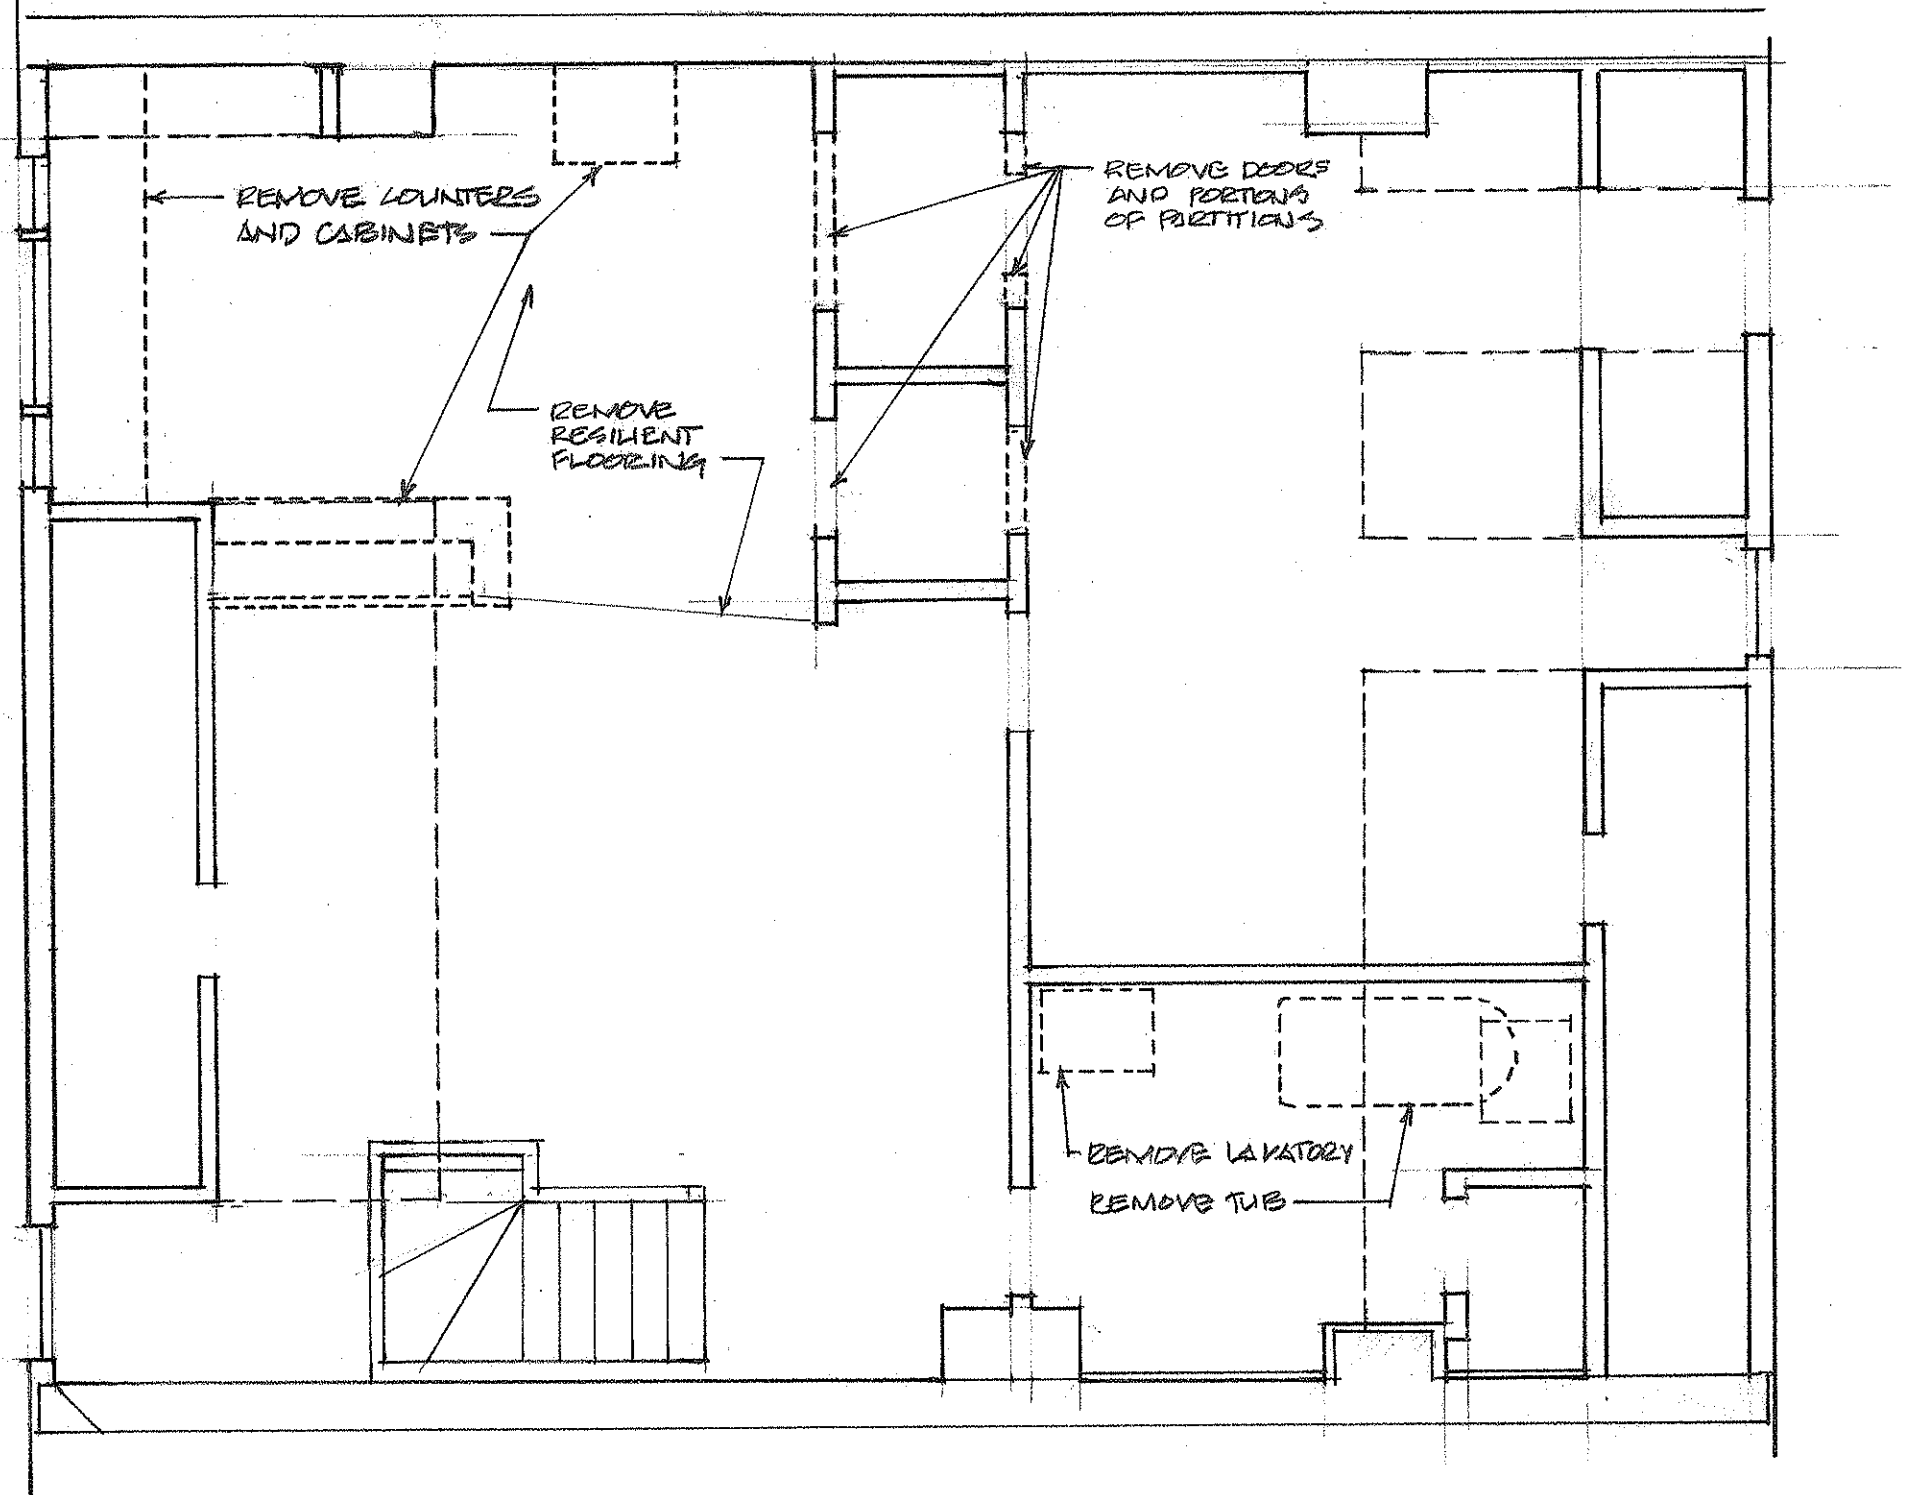 REMOVE COUNTERS
AND CABINETS
REMOVE DOORS
AND PORTIONS
OF PARTITIONS
REMOVE
RESILIENT
FLOORING
REMOVE LAVATORY
REMOVE TUB